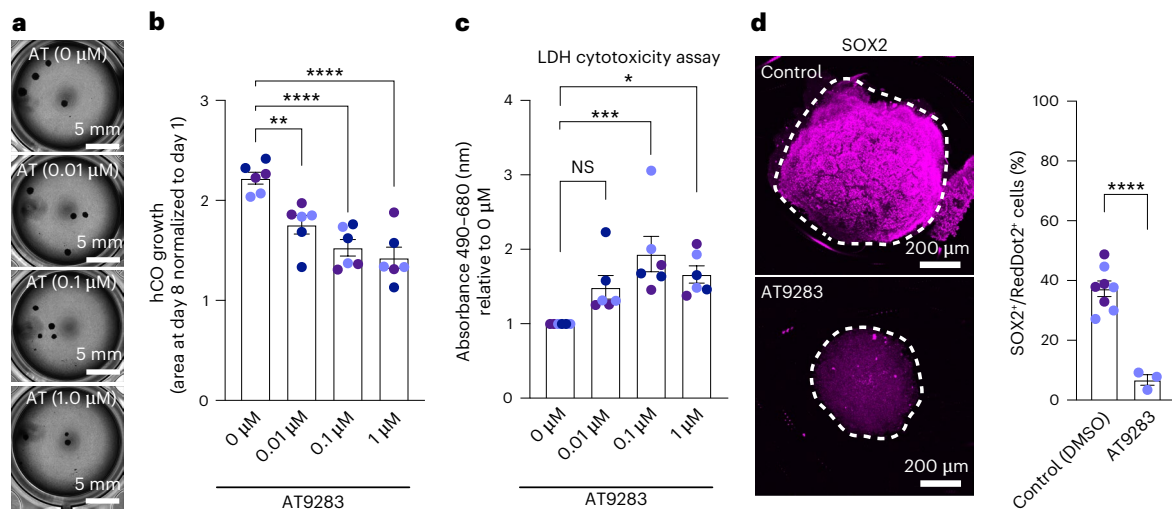 a
AT (0 µM)
5 mm
AT (0.01 µM)
5 mm
AT (0.1 µM)
5 mm
AT (1.0 µM)
5 mm
b
****
****
**
3
2
1
0
hCO growth
(area at day 8 normalized to day 1)
0 µM
0.01 µM
0.1 µM
1 µM
AT9283
c
LDH cytotoxicity assay
*
***
NS
4
3
2
1
0
Absorbance 490–680 (nm)
relative to 0 µM
0 µM
0.01 µM
0.1 µM
1 µM
AT9283
d
SOX2
Control
200 µm
AT9283
200 µm
100
80
60
40
20
0
SOX2⁺/RedDot2⁺ cells (%)
****
Control (DMSO)
AT9283